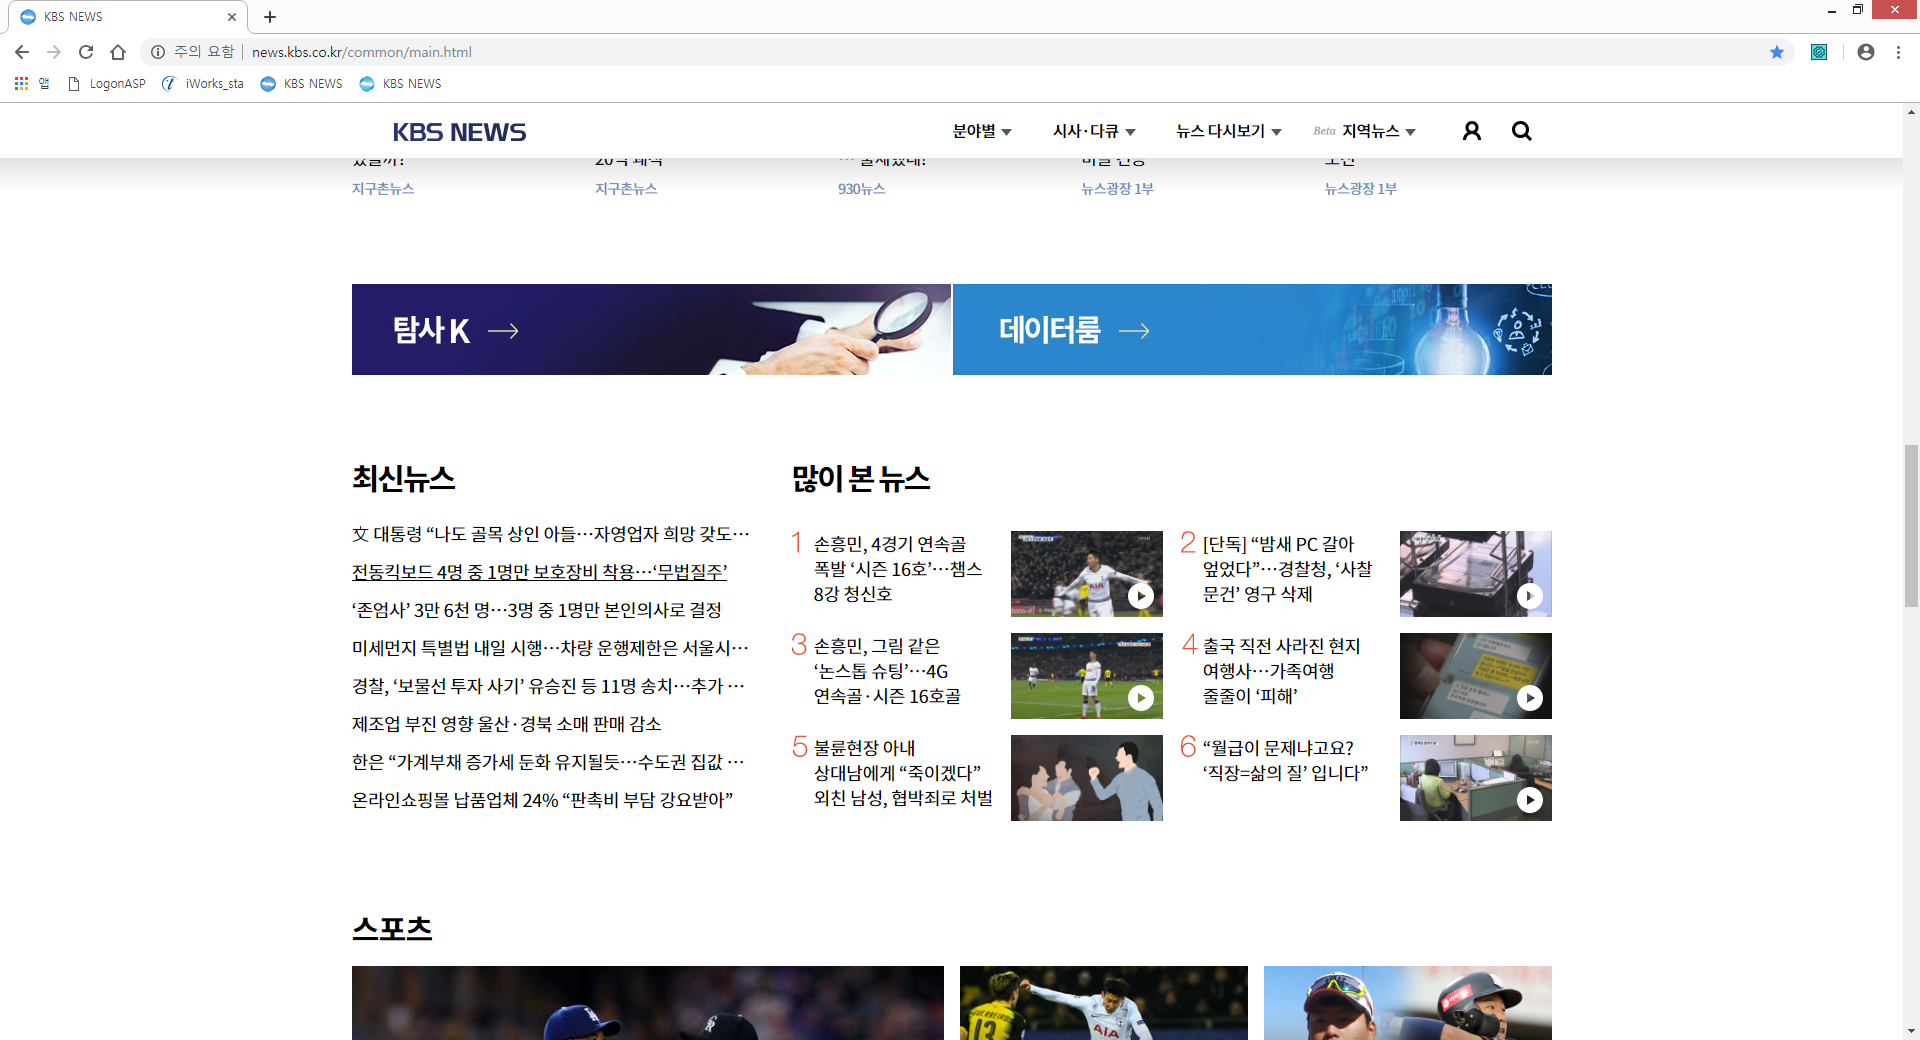 KBS NEWS
주의 요함
news.kbs.co.kr/common/main.html
앱
LogonASP
iWorks_sta
KBS NEWS
KBS NEWS
KBS NEWS
분야별
시사·다큐
뉴스 다시보기
Beta 지역뉴스
지구촌뉴스
지구촌뉴스
930뉴스
뉴스광장 1부
뉴스광장 1부
탐사 K
데이터룸
최신뉴스
文 대통령 “나도 골목 상인 아들…자영업자 희망 갖도…
전동킥보드 4명 중 1명만 보호장비 착용…‘무법질주’
‘존엄사’ 3만 6천 명…3명 중 1명만 본인의사로 결정
미세먼지 특별법 내일 시행…차량 운행제한은 서울시…
경찰, ‘보물선 투자 사기’ 유승진 등 11명 송치…추가 …
제조업 부진 영향 울산·경북 소매 판매 감소
한은 “가계부채 증가세 둔화 유지될듯…수도권 집값 …
온라인쇼핑몰 납품업체 24% “판촉비 부담 강요받아”
많이 본 뉴스
1 손흥민, 4경기 연속골
폭발 ‘시즌 16호’…챔스
8강 청신호
2 [단독] “밤새 PC 갈아
엎었다”…경찰청, ‘사찰
문건’ 영구 삭제
3 손흥민, 그림 같은
‘논스톱 슈팅’…4G
연속골·시즌 16호골
4 출국 직전 사라진 현지
여행사…가족여행
줄줄이 ‘피해’
5 불륜현장 아내
상대남에게 “죽이겠다”
외친 남성, 협박죄로 처벌
6 “월급이 문제냐고요?
‘직장=삶의 질’ 입니다”
스포츠
GUERREIRO
13
AIA